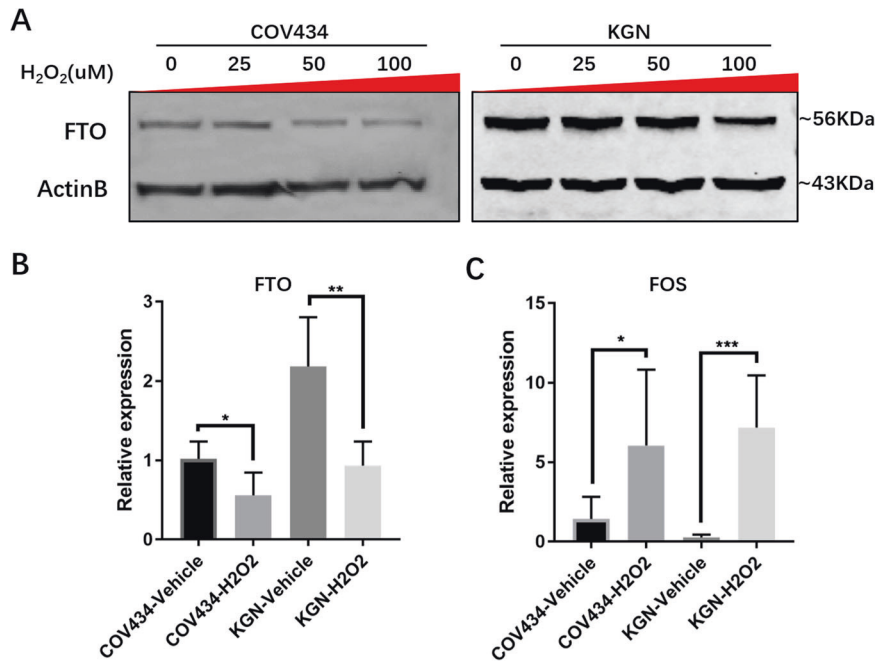 A
COV434
KGN
H₂O₂(uM)
0 25 50 100
0 25 50 100
FTO
~56KDa
ActinB
~43KDa
B
FTO
Relative expression
3
2
1
0
*
**
COV434-Vehicle
COV434-H2O2
KGN-Vehicle
KGN-H2O2
C
FOS
Relative expression
15
10
5
0
*
***
COV434-Vehicle
COV434-H2O2
KGN-Vehicle
KGN-H2O2